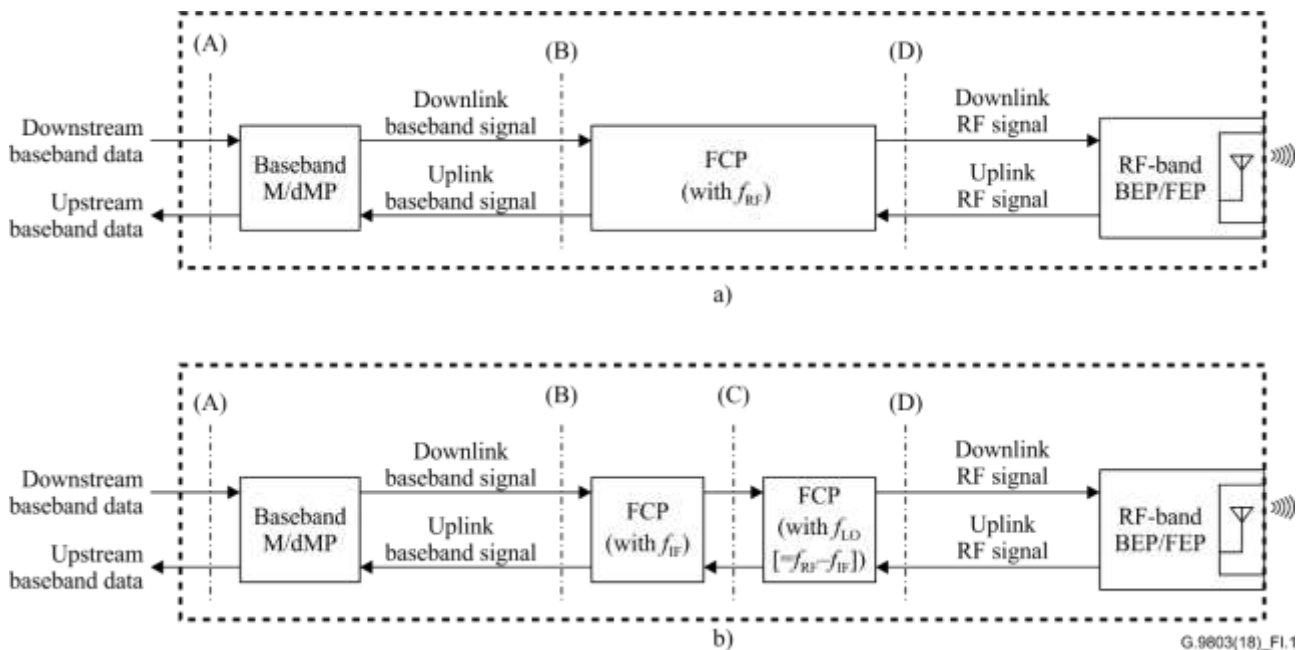 (A)
(B)
(D)
Downstream
baseband data
Upstream
baseband data
Baseband
M/dMP
Downlink
baseband signal
Uplink
baseband signal
FCP
(with fRF)
Downlink
RF signal
Uplink
RF signal
RF-band
BEP/FEP
a)
(A)
(B)
(C)
(D)
Downstream
baseband data
Upstream
baseband data
Baseband
M/dMP
Downlink
baseband signal
Uplink
baseband signal
FCP
(with fIF)
FCP
(with fLO
[=fRF–fIF])
Downlink
RF signal
Uplink
RF signal
RF-band
BEP/FEP
b)
G.9803(18)_FI.1